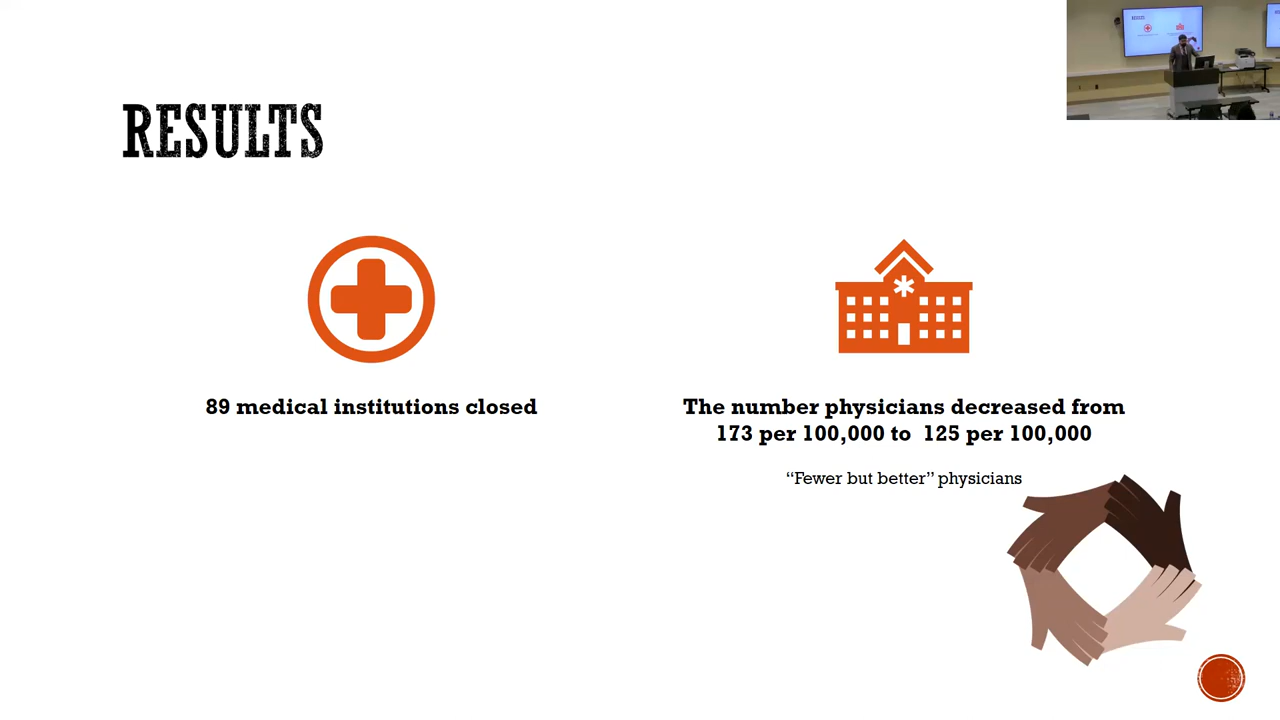 RESULTS
89 medical institutions closed
The number physicians decreased from
173 per 100,000 to 125 per 100,000
“Fewer but better” physicians